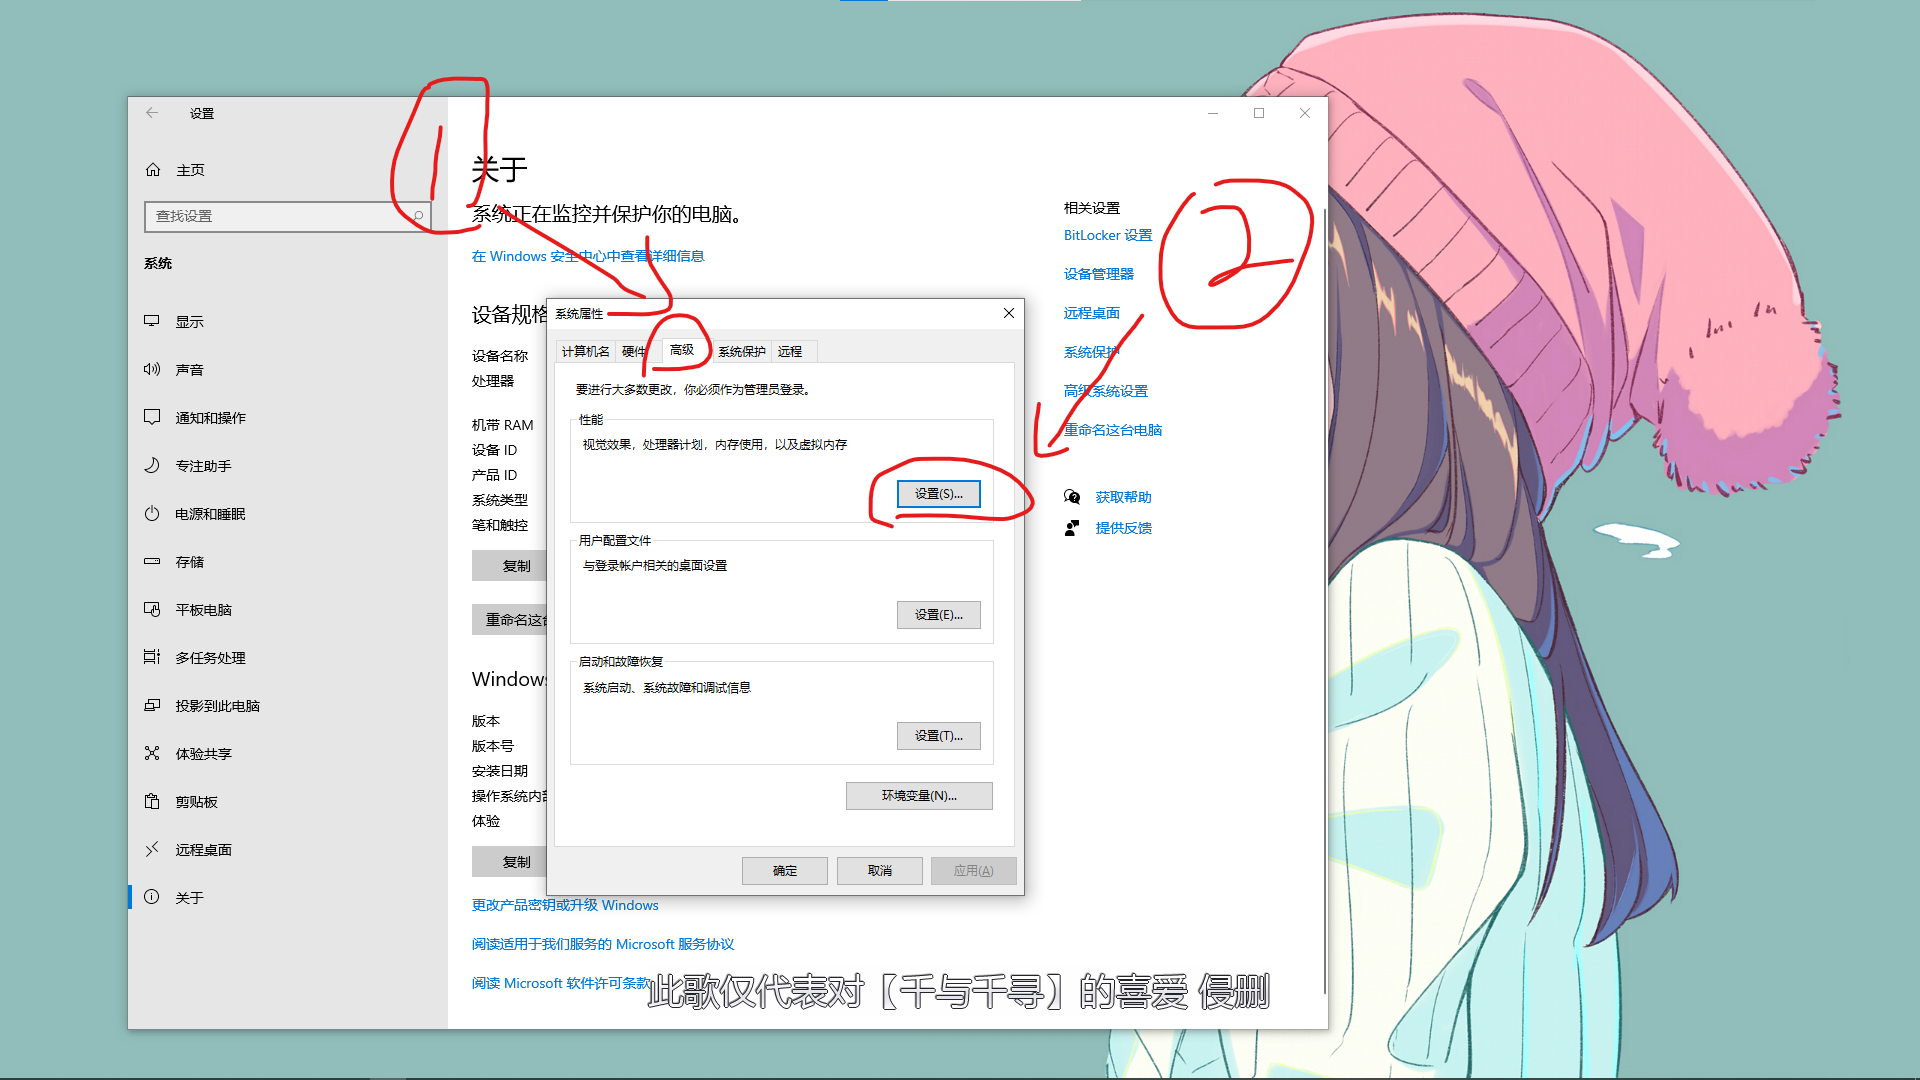 设置
主页
查找设置
系统
显示
声音
通知和操作
专注助手
电源和睡眠
存储
平板电脑
多任务处理
投影到此电脑
体验共享
剪贴板
远程桌面
关于
1
关于
系统正在监控并保护你的电脑。
在 Windows 安全中心中查看详细信息
设备规格
设备名称
处理器
机带 RAM
设备 ID
产品 ID
系统类型
笔和触控
复制
重命名这台
Windows
版本
版本号
安装日期
操作系统内部
体验
复制
更改产品密钥或升级 Windows
阅读适用于我们服务的 Microsoft 服务协议
阅读 Microsoft 软件许可条款
系统属性
计算机名 硬件 高级 系统保护 远程
要进行大多数更改，你必须作为管理员登录。
性能
视觉效果，处理器计划，内存使用，以及虚拟内存
设置(S)...
用户配置文件
与登录帐户相关的桌面设置
设置(E)...
启动和故障恢复
系统启动、系统故障和调试信息
设置(T)...
环境变量(N)...
确定 取消 应用(A)
相关设置
BitLocker 设置
设备管理器
远程桌面
系统保护
高级系统设置
重命名这台电脑
获取帮助
提供反馈
2
此歌仅代表对【千与千寻】的喜爱 侵删